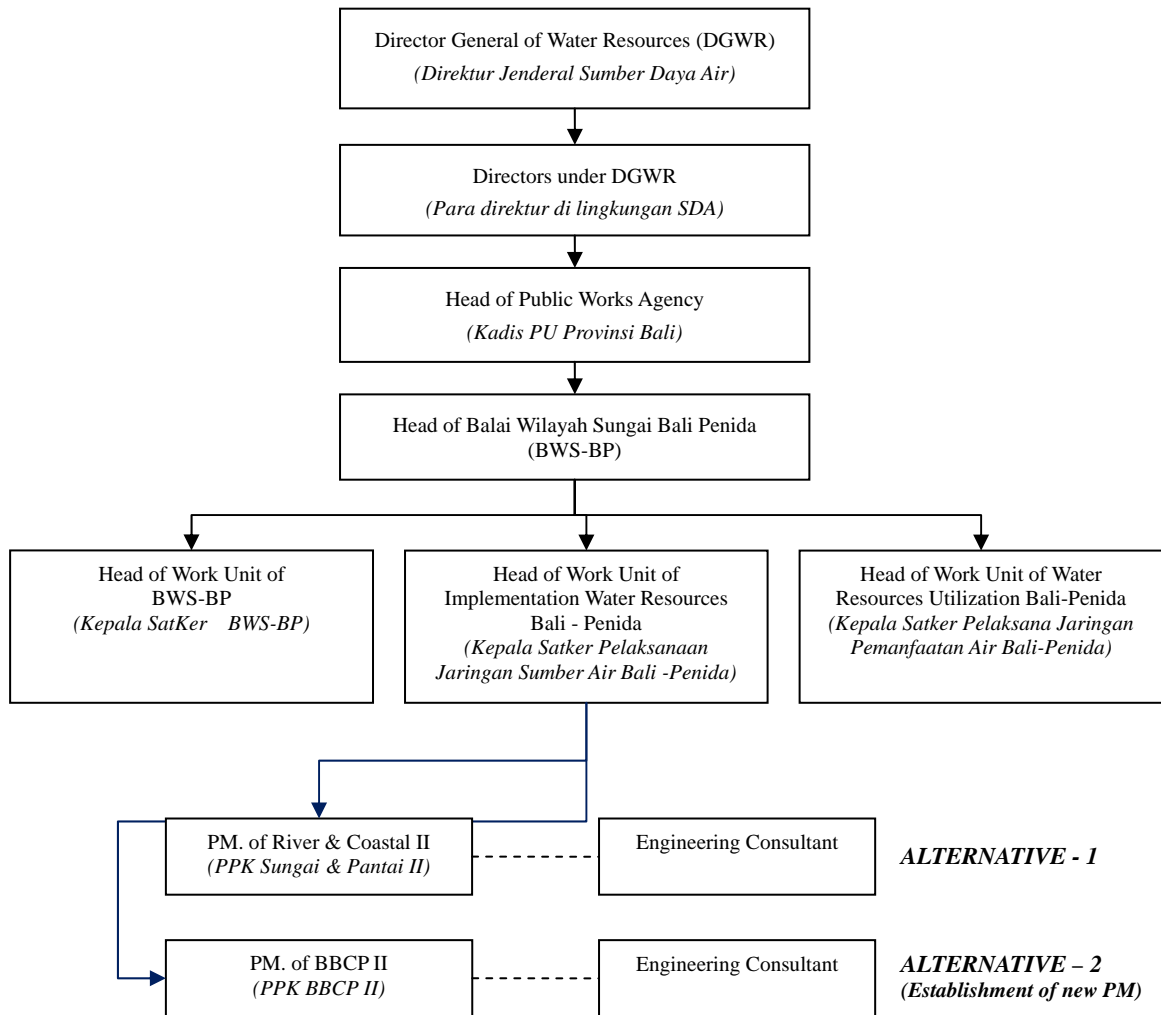 Director General of Water Resources (DGWR)
(Direktur Jenderal Sumber Daya Air)
Directors under DGWR
(Para direktur di lingkungan SDA)
Head of Public Works Agency
(Kadis PU Provinsi Bali)
Head of Balai Wilayah Sungai Bali Penida
(BWS-BP)
Head of Work Unit of
BWS-BP
(Kepala SatKer BWS-BP)
Head of Work Unit of
Implementation Water Resources
Bali - Penida
(Kepala Satker Pelaksanaan
Jaringan Sumber Air Bali -Penida)
Head of Work Unit of Water
Resources Utilization Bali-Penida
(Kepala Satker Pelaksana Jaringan
Pemanfaatan Air Bali-Penida)
PM. of River & Coastal II
(PPK Sungai & Pantai II)
Engineering Consultant
ALTERNATIVE - 1
PM. of BBCP II
(PPK BBCP II)
Engineering Consultant
ALTERNATIVE – 2
(Establishment of new PM)